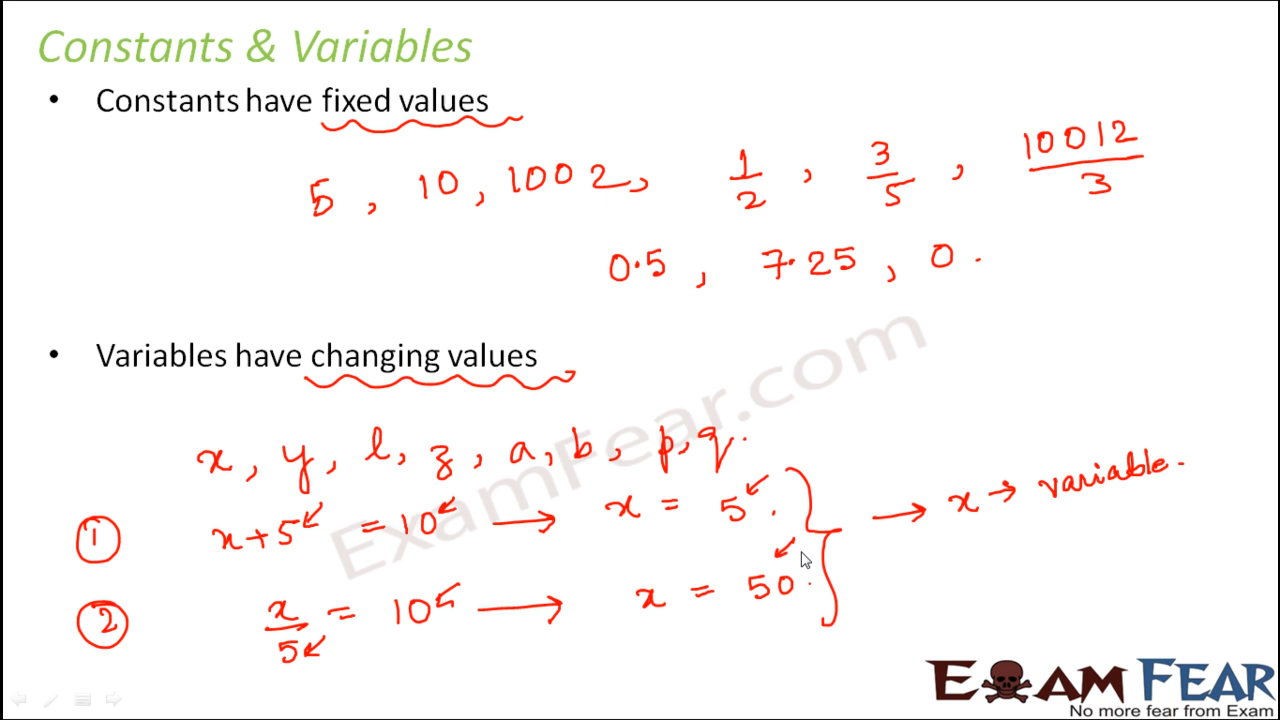 Constants & Variables
• Constants have fixed values
5, 10, 1002, 1/2, 3/5, 10012/3
0.5, 7.25, 0.
• Variables have changing values
x, y, l, z, a, b, p, q.
① x+5 = 10 → x = 5. → x → variable.
② x/5 = 10 → x = 50.
ExamFear.com
EXAM FEAR
No more fear from Exam